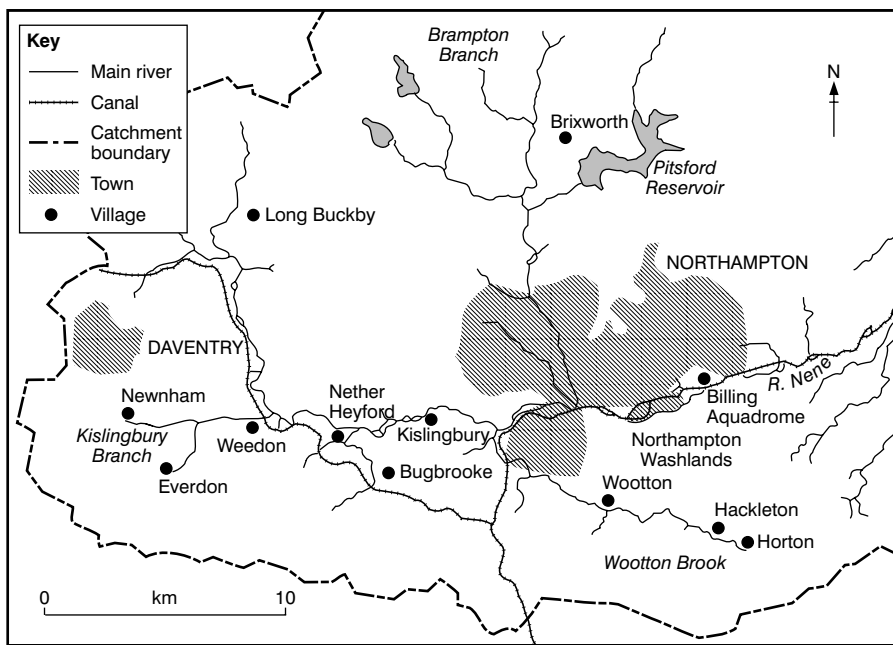 Key
Main river
Canal
Catchment
boundary
Town
Village
Brampton
Branch
N
Brixworth
Pitsford
Reservoir
Long Buckby
NORTHAMPTON
DAVENTRY
R. Nene
Newnham
Nether
Heyford
Billing
Aquadrome
Kislingbury
Branch
Weedon
Kislingbury
Northampton
Washlands
Everdon
Bugbrooke
Wootton
Hackleton
Horton
Wootton Brook
0 km 10